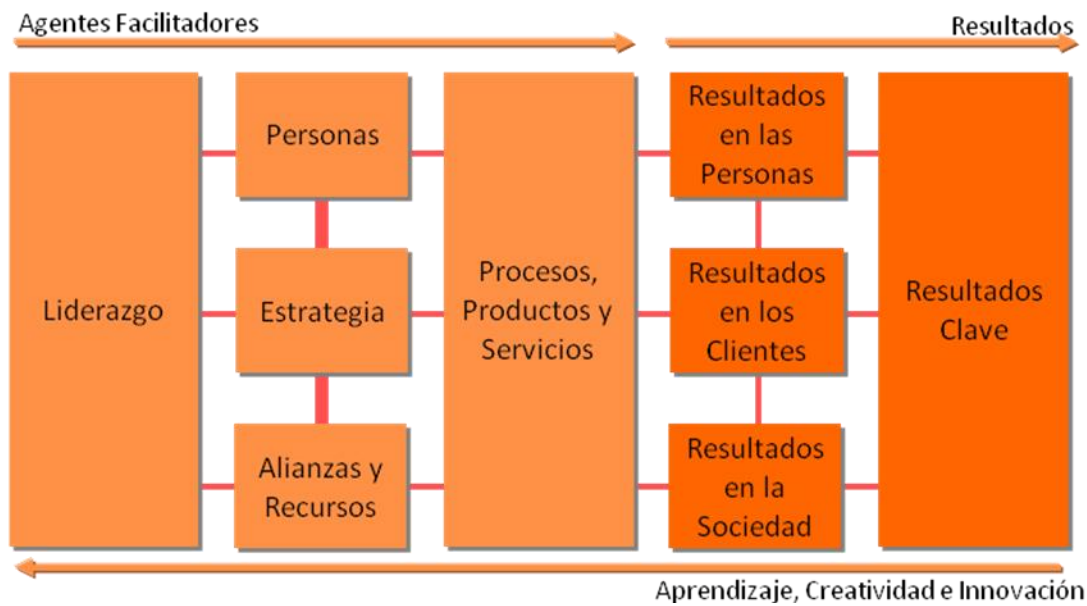 Agentes Facilitadores
Resultados
Liderazgo
Personas
Estrategia
Alianzas y
Recursos
Procesos,
Productos y
Servicios
Resultados
en las
Personas
Resultados
en los
Clientes
Resultados
en la
Sociedad
Resultados
Clave
Aprendizaje, Creatividad e Innovación